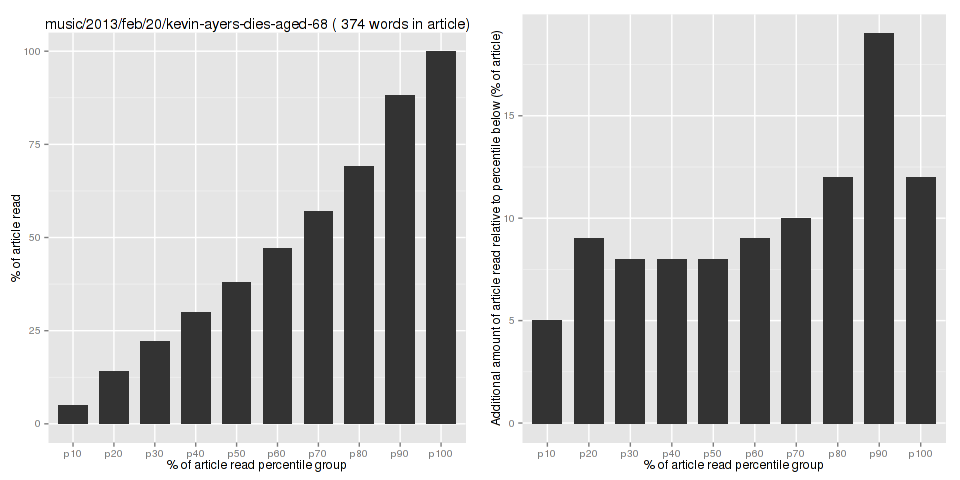 music/2013/feb/20/kevin-ayers-dies-aged-68 ( 374 words in article)
% of article read
100
75
50
25
0
p10 p20 p30 p40 p50 p60 p70 p80 p90 p100
% of article read percentile group
Additional amount of article read relative to percentile below (% of article)
15
10
5
0
p10 p20 p30 p40 p50 p60 p70 p80 p90 p100
% of article read percentile group